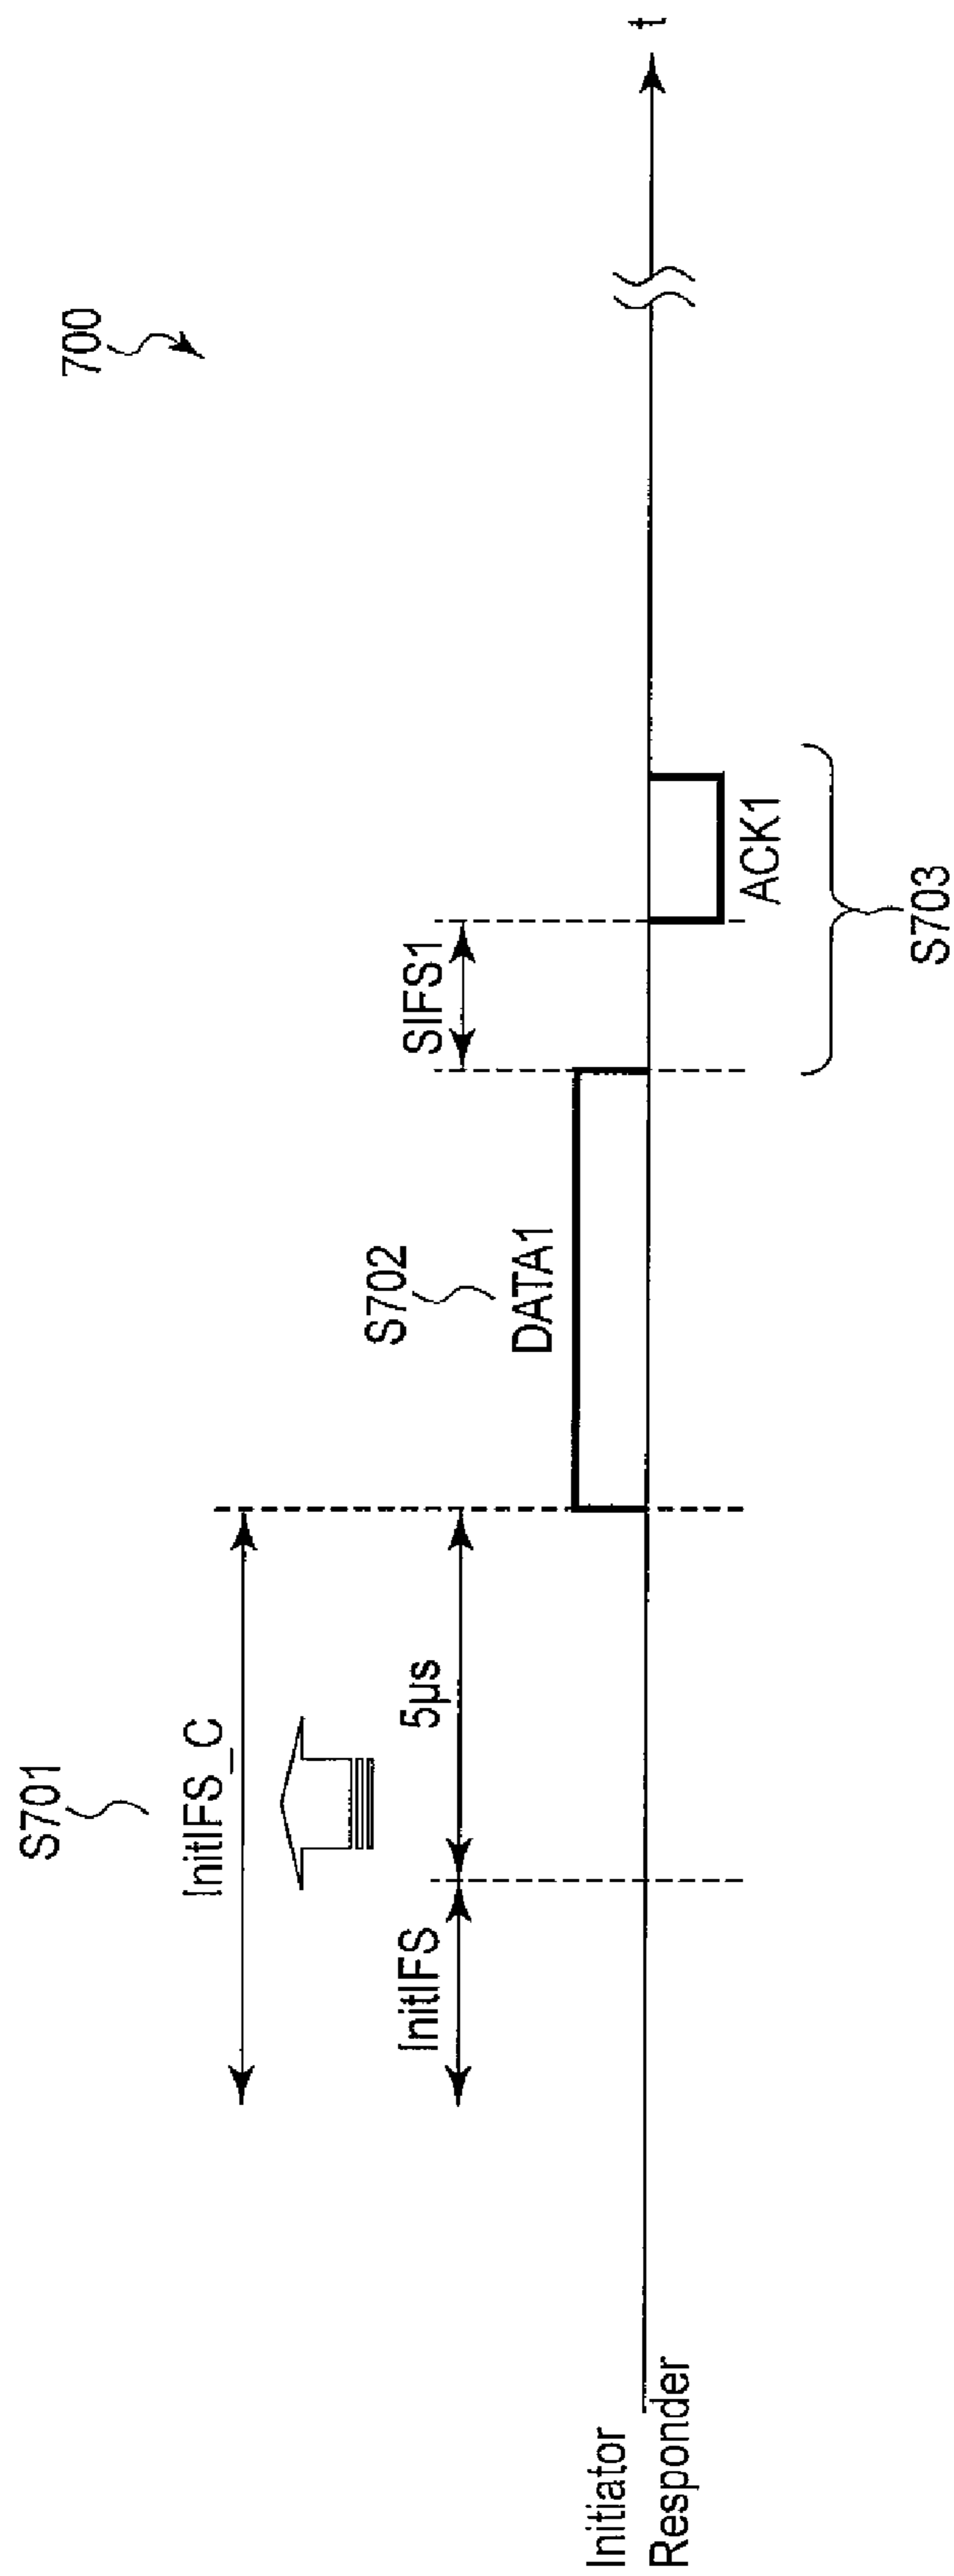 700
S701
InitIFS_C
InitIFS
5μs
S702
DATA1
SIFS1
ACK1
S703
Initiator
Responder
t